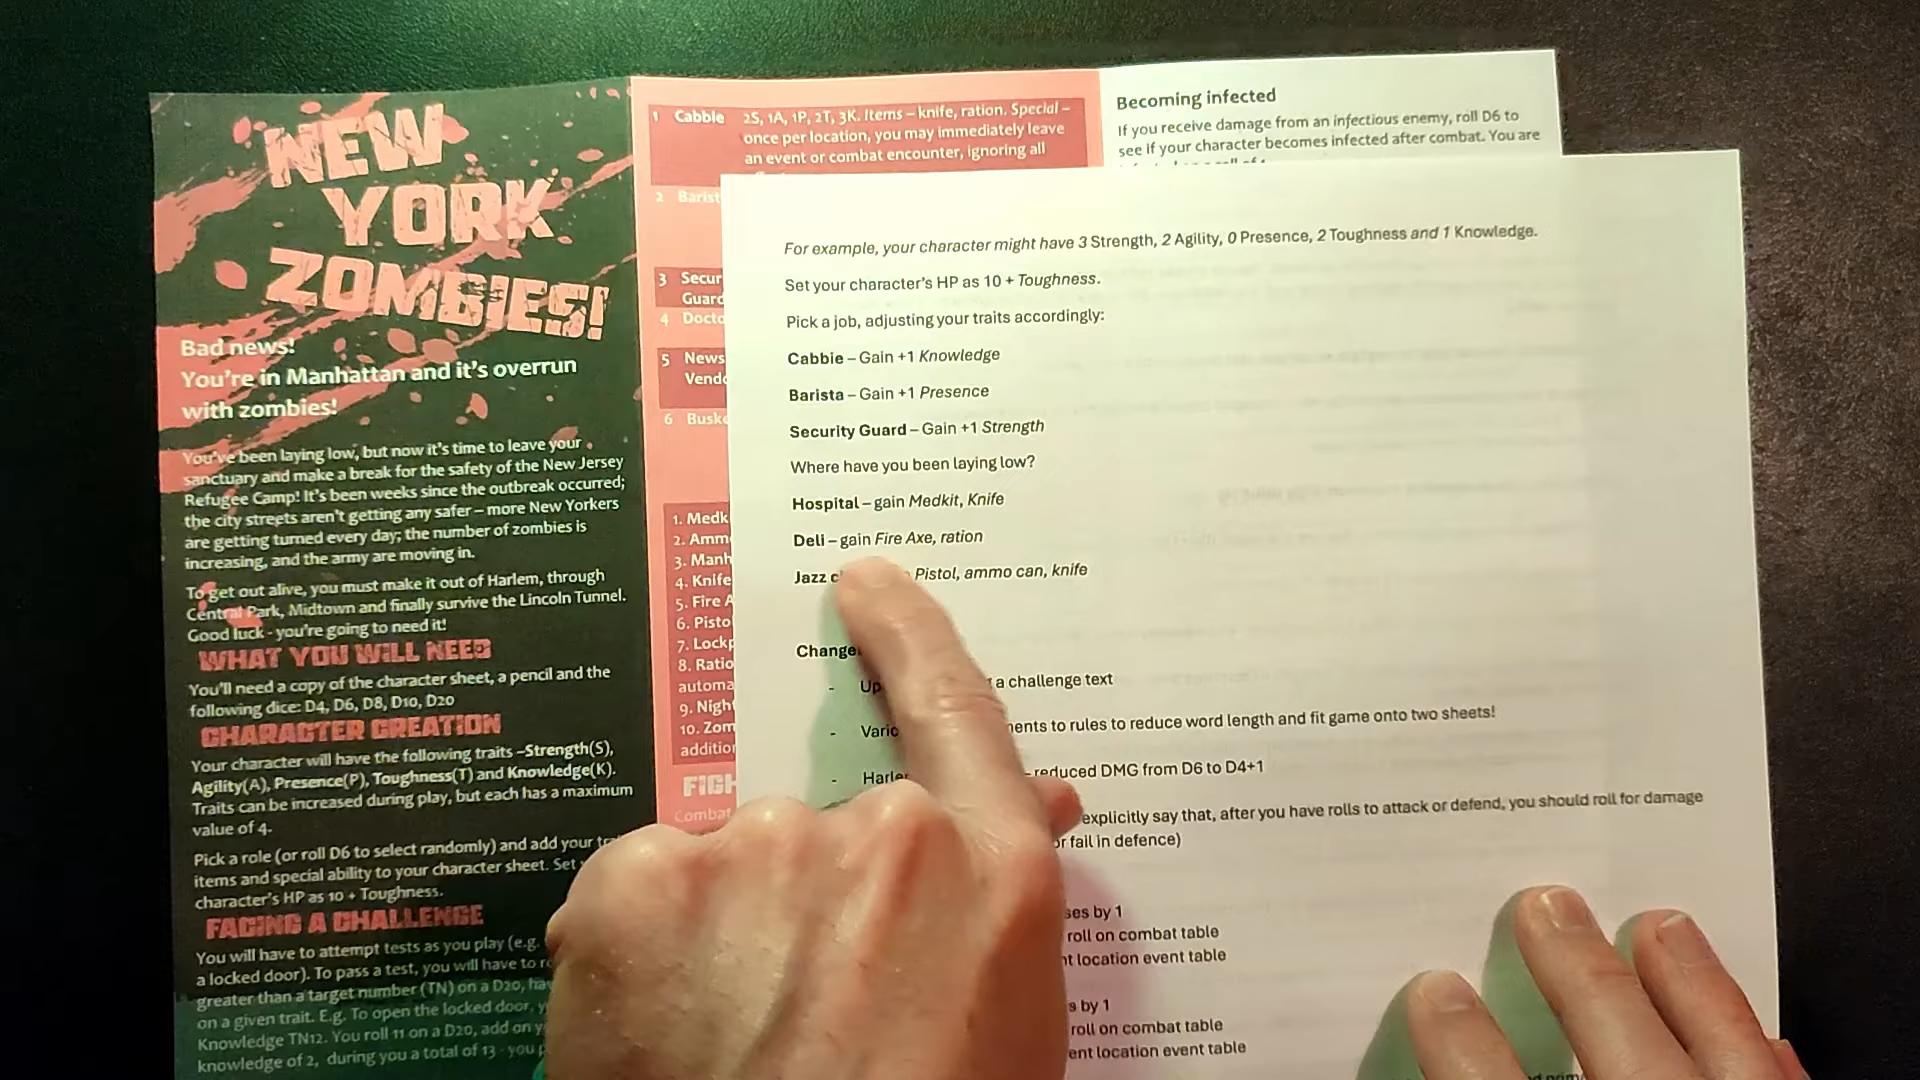 NEW
YORK
ZOMBIES!
Bad news!
You're in Manhattan and it's overrun
with zombies!
You've been laying low, but now it's time to leave your
sanctuary and make a break for the safety of the New Jersey
Refugee Camp! It's been weeks since the outbreak occurred;
the city streets aren't getting any safer – more New Yorkers
are getting turned every day; the number of zombies is
increasing, and the army are moving in.
To get out alive, you must make it out of Harlem, through
Central Park, Midtown and finally survive the Lincoln Tunnel.
Good luck - you're going to need it!
WHAT YOU WILL NEED
You'll need a copy of the character sheet, a pencil and the
following dice: D4, D6, D8, D10, D20
CHARACTER CREATION
Your character will have the following traits –Strength(S),
Agility(A), Presence(P), Toughness(T) and Knowledge(K).
Traits can be increased during play, but each has a maximum
value of 4.
Pick a role (or roll D6 to select randomly) and add your
items and special ability to your character sheet. Set
character's HP as 10 + Toughness.
FACING A CHALLENGE
You will have to attempt tests as you play (e.g.
a locked door). To pass a test, you will have to
greater than a target number (TN) on a D20,
on a given trait. E.g. To open the locked door,
Knowledge TN12. You roll 11 on a D20, add on
knowledge of 2, during you a total of 13 - you
1 Cabbie 2S, 1A, 1P, 2T, 3K. Items – knife, ration. Special –
once per location, you may immediately leave
an event or combat encounter, ignoring all
2 Barist
3 Secur
Guard
4 Docto
5 News
Vendo
6 Buske
1. Medk
2. Amm
3. Manh
4. Knife
5. Fire A
6. Pisto
7. Lockp
8. Ratio
automa
9. Night
10. Zom
addition
FIGH
Combat
Becoming infected
If you receive damage from an infectious enemy, roll D6 to
see if your character becomes infected after combat. You are
For example, your character might have 3 Strength, 2 Agility, 0 Presence, 2 Toughness and 1 Knowledge.
Set your character's HP as 10 + Toughness.
Pick a job, adjusting your traits accordingly:
Cabbie – Gain +1 Knowledge
Barista – Gain +1 Presence
Security Guard – Gain +1 Strength
Where have you been laying low?
Hospital – gain Medkit, Knife
Deli – gain Fire Axe, ration
Jazz c Pistol, ammo can, knife
Change
- Up a challenge text
- Vario ments to rules to reduce word length and fit game onto two sheets!
- Harle – reduced DMG from D6 to D4+1
explicitly say that, after you have rolls to attack or defend, you should roll for damage
or fail in defence)
ses by 1
roll on combat table
nt location event table
s by 1
roll on combat table
ent location event table